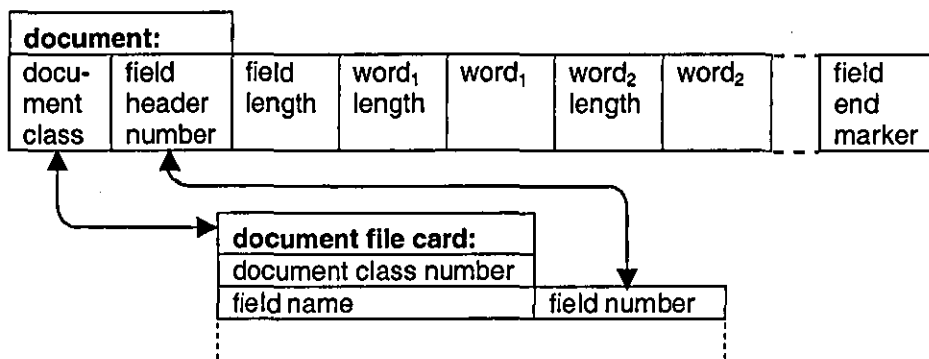 document:
docu-
ment
class
field
header
number
field
length
word₁
length
word₁
word₂
length
word₂
field
end
marker
document file card:
document class number
field name
field number